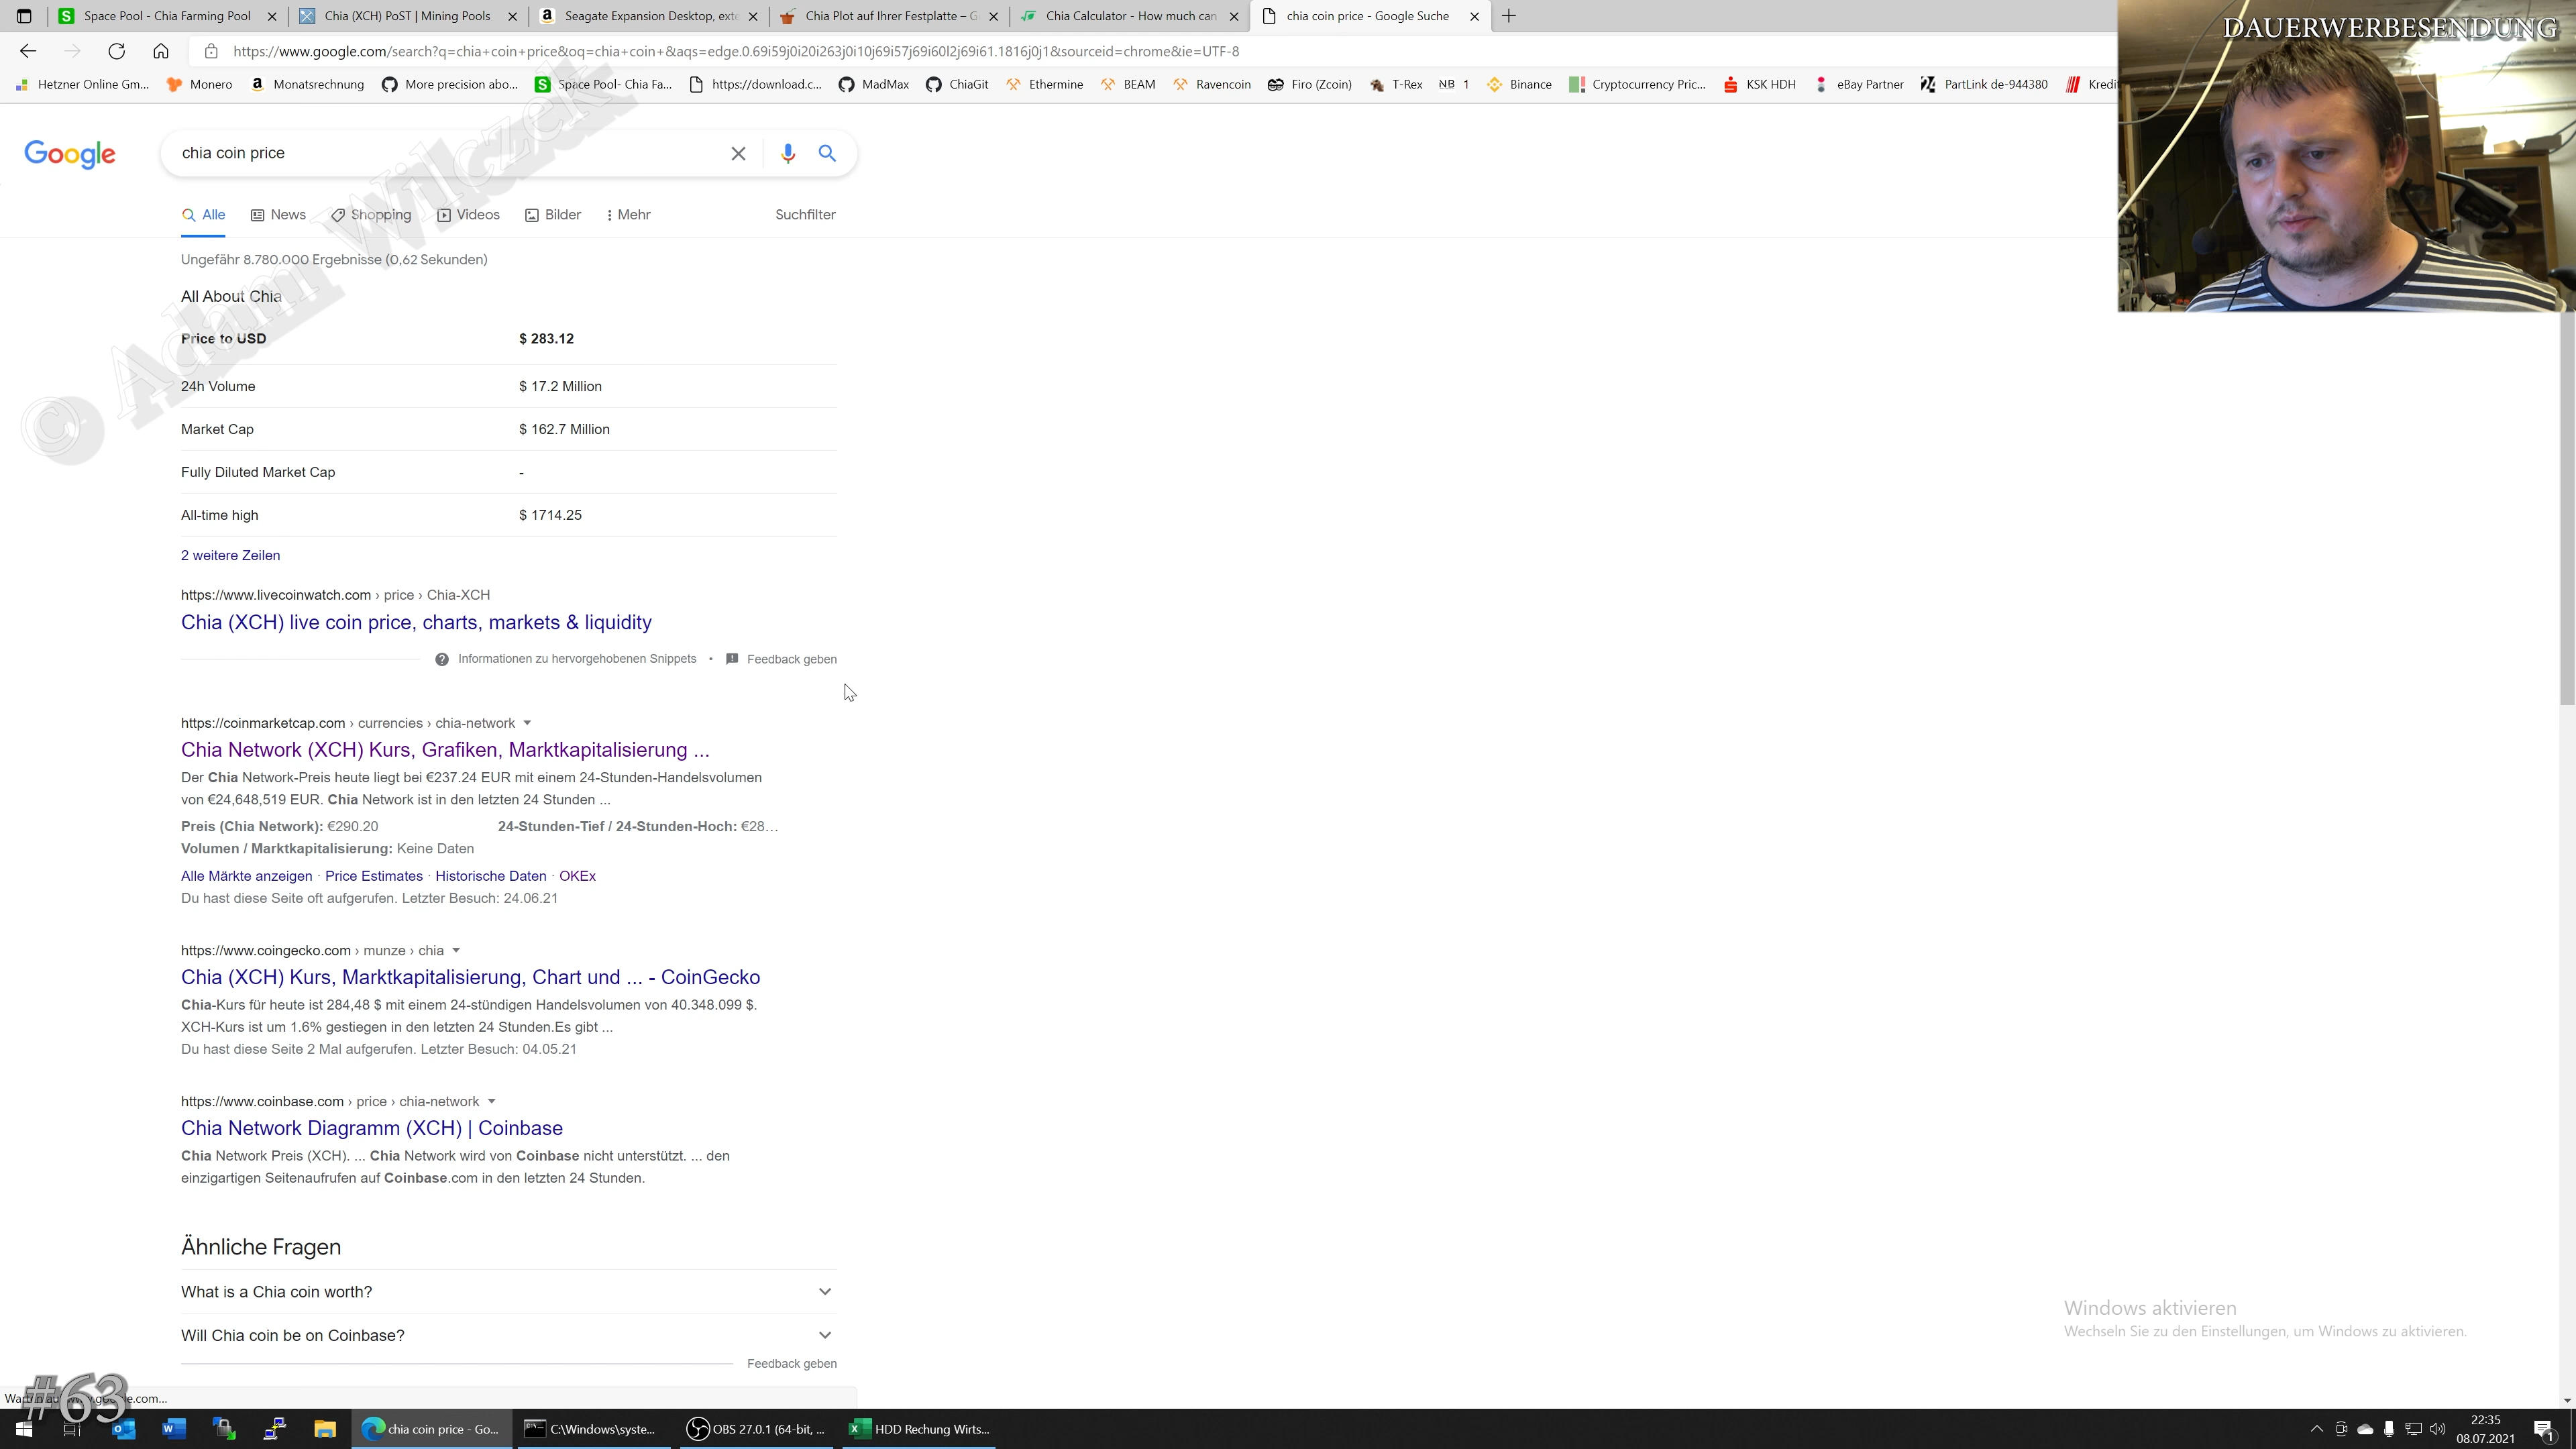 Space Pool - Chia Farming Pool
Chia (XCH) PoST | Mining Pools
Seagate Expansion Desktop, exte
Chia Plot auf Ihrer Festplatte – G
Chia Calculator - How much can
chia coin price - Google Suche
DAUERWERBESENDUNG
https://www.google.com/search?q=chia+coin+price&oq=chia+coin+&aqs=edge.0.69i59j0i20i263j0i10j69i57j69i60l2j69i61.1816j0j1&sourceid=chrome&ie=UTF-8
Hetzner Online Gm...
Monero
Monatsrechnung
More precision abo...
Space Pool- Chia Fa...
https://download.c...
MadMax
ChiaGit
Ethermine
BEAM
Ravencoin
Firo (Zcoin)
T-Rex
NB 1
Binance
Cryptocurrency Pric...
KSK HDH
eBay Partner
PartLink de-944380
Kredit
Google
chia coin price
Alle
News
Shopping
Videos
Bilder
Mehr
Suchfilter
© Adam Wilczek
Ungefähr 8.780.000 Ergebnisse (0,62 Sekunden)
All About Chia
Price to USD $ 283.12
24h Volume $ 17.2 Million
Market Cap $ 162.7 Million
Fully Diluted Market Cap -
All-time high $ 1714.25
2 weitere Zeilen
https://www.livecoinwatch.com › price › Chia-XCH
Chia (XCH) live coin price, charts, markets & liquidity
Informationen zu hervorgehobenen Snippets • Feedback geben
https://coinmarketcap.com › currencies › chia-network
Chia Network (XCH) Kurs, Grafiken, Marktkapitalisierung ...
Der Chia Network-Preis heute liegt bei €237.24 EUR mit einem 24-Stunden-Handelsvolumen
von €24,648,519 EUR. Chia Network ist in den letzten 24 Stunden ...
Preis (Chia Network): €290.20 24-Stunden-Tief / 24-Stunden-Hoch: €28…
Volumen / Marktkapitalisierung: Keine Daten
Alle Märkte anzeigen · Price Estimates · Historische Daten · OKEx
Du hast diese Seite oft aufgerufen. Letzter Besuch: 24.06.21
https://www.coingecko.com › munze › chia
Chia (XCH) Kurs, Marktkapitalisierung, Chart und ... - CoinGecko
Chia-Kurs für heute ist 284,48 $ mit einem 24-stündigen Handelsvolumen von 40.348.099 $.
XCH-Kurs ist um 1.6% gestiegen in den letzten 24 Stunden.Es gibt ...
Du hast diese Seite 2 Mal aufgerufen. Letzter Besuch: 04.05.21
https://www.coinbase.com › price › chia-network
Chia Network Diagramm (XCH) | Coinbase
Chia Network Preis (XCH). ... Chia Network wird von Coinbase nicht unterstützt. ... den
einzigartigen Seitenaufrufen auf Coinbase.com in den letzten 24 Stunden.
Ähnliche Fragen
What is a Chia coin worth?
Will Chia coin be on Coinbase?
Feedback geben
Windows aktivieren
Wechseln Sie zu den Einstellungen, um Windows zu aktivieren.
#63
chia coin price - Go...
C:\Windows\syste...
OBS 27.0.1 (64-bit, ...
HDD Rechung Wirts...
22:35
08.07.2021
1